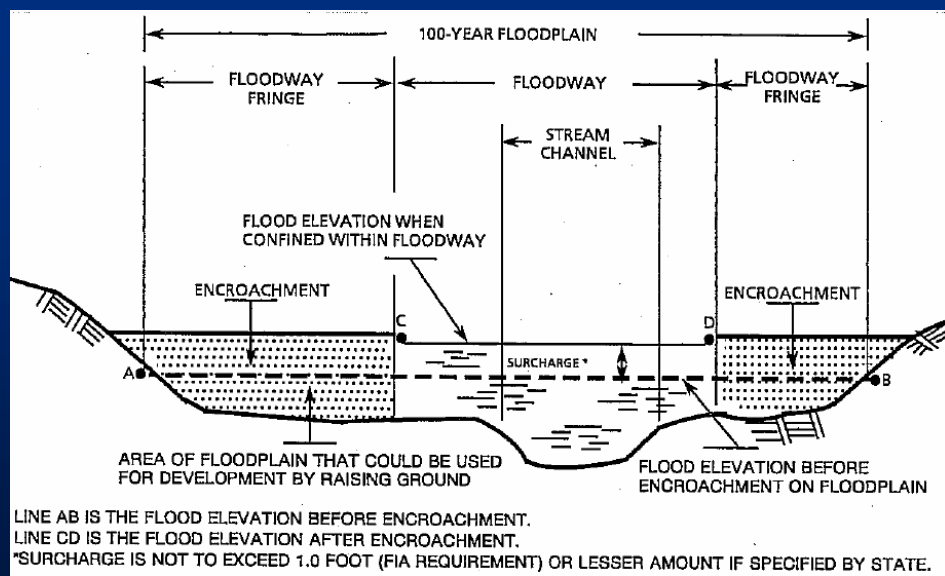 100-YEAR FLOODPLAIN
FLOODWAY
FRINGE
FLOODWAY
FLOODWAY
FRINGE
STREAM
CHANNEL
FLOOD ELEVATION WHEN
CONFINED WITHIN FLOODWAY
ENCROACHMENT
ENCROACHMENT
C
D
SURCHARGE*
A
B
AREA OF FLOODPLAIN THAT COULD BE USED
FOR DEVELOPMENT BY RAISING GROUND
FLOOD ELEVATION BEFORE
ENCROACHMENT ON FLOODPLAIN
LINE AB IS THE FLOOD ELEVATION BEFORE ENCROACHMENT.
LINE CD IS THE FLOOD ELEVATION AFTER ENCROACHMENT.
*SURCHARGE IS NOT TO EXCEED 1.0 FOOT (FIA REQUIREMENT) OR LESSER AMOUNT IF SPECIFIED BY STATE.